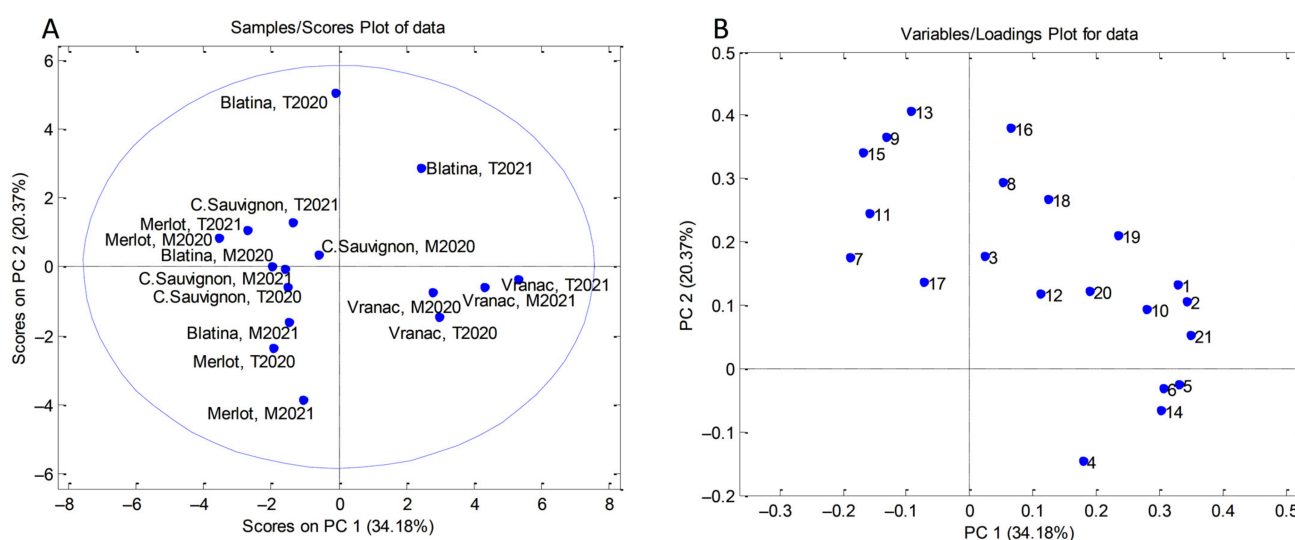 A
Samples/Scores Plot of data
6
4
2
0
–2
–4
–6
Scores on PC 2 (20.37%)
Blatina, T2020
Blatina, T2021
C.Sauvignon, T2021
Merlot, T2021
Merlot, M2020
C.Sauvignon, M2020
Blatina, M2020
C.Sauvignon, M2021
C.Sauvignon, T2020
Vranac, T2021
Vranac, M2021
Vranac, M2020
Vranac, T2020
Blatina, M2021
Merlot, T2020
Merlot, M2021
–8
–6
–4
–2
0
2
4
6
8
Scores on PC 1 (34.18%)
B
Variables/Loadings Plot for data
0.5
0.4
0.3
0.2
0.1
0
–0.1
–0.2
PC 2 (20.37%)
13
16
9
15
8
18
11
19
7
3
17
12
20
1
2
10
21
6
5
14
4
–0.3
–0.2
–0.1
0
0.1
0.2
0.3
0.4
0.5
PC 1 (34.18%)